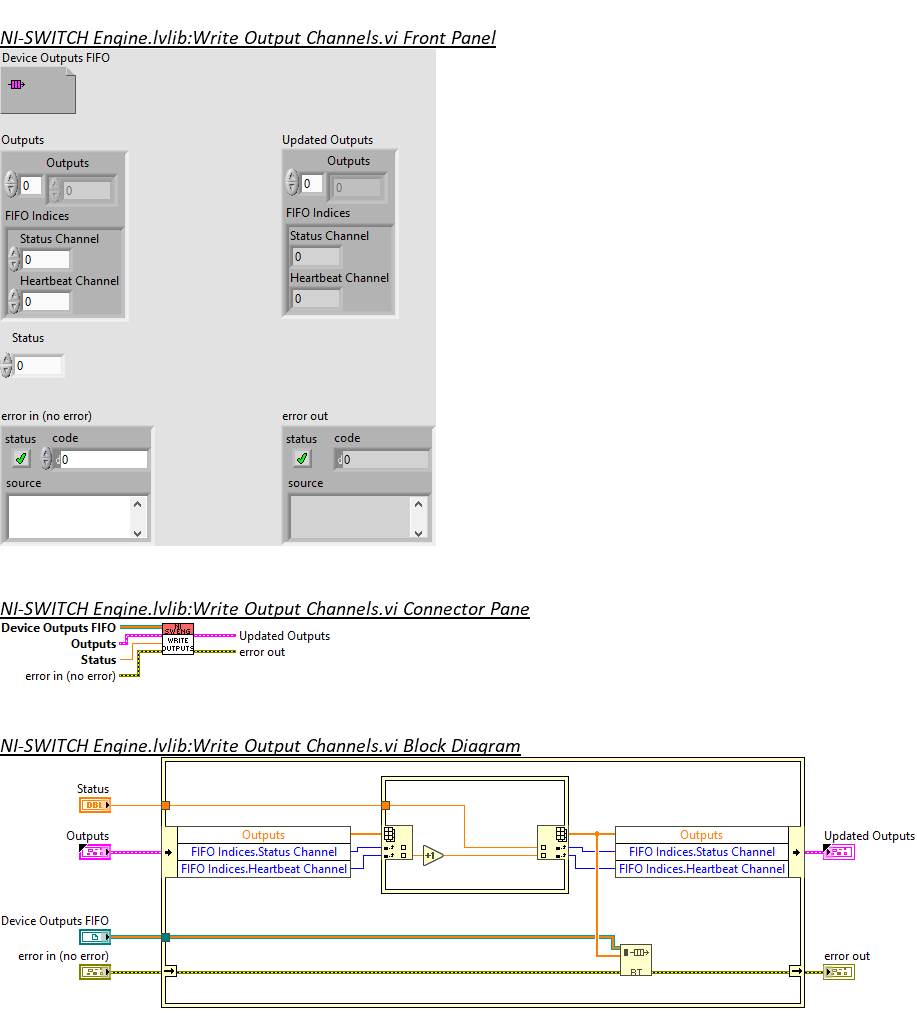 NI-SWITCH Engine.lvlib:Write Output Channels.vi Front Panel
Device Outputs FIFO
Outputs
Updated Outputs
Outputs
Outputs
0
0
0
0
FIFO Indices
FIFO Indices
Status Channel
Status Channel
0
0
Heartbeat Channel
Heartbeat Channel
0
0
Status
0
error in (no error)
error out
status
code
status
code
d
0
d
0
source
source
NI-SWITCH Engine.lvlib:Write Output Channels.vi Connector Pane
Device Outputs FIFO
Outputs
Status
error in (no error)
NI
SWENG
WRITE
OUTPUTS
Updated Outputs
error out
NI-SWITCH Engine.lvlib:Write Output Channels.vi Block Diagram
Status
DBL
Outputs
Outputs
FIFO Indices.Status Channel
FIFO Indices.Heartbeat Channel
+1
Outputs
FIFO Indices.Status Channel
FIFO Indices.Heartbeat Channel
Updated Outputs
Device Outputs FIFO
error in (no error)
RT
error out